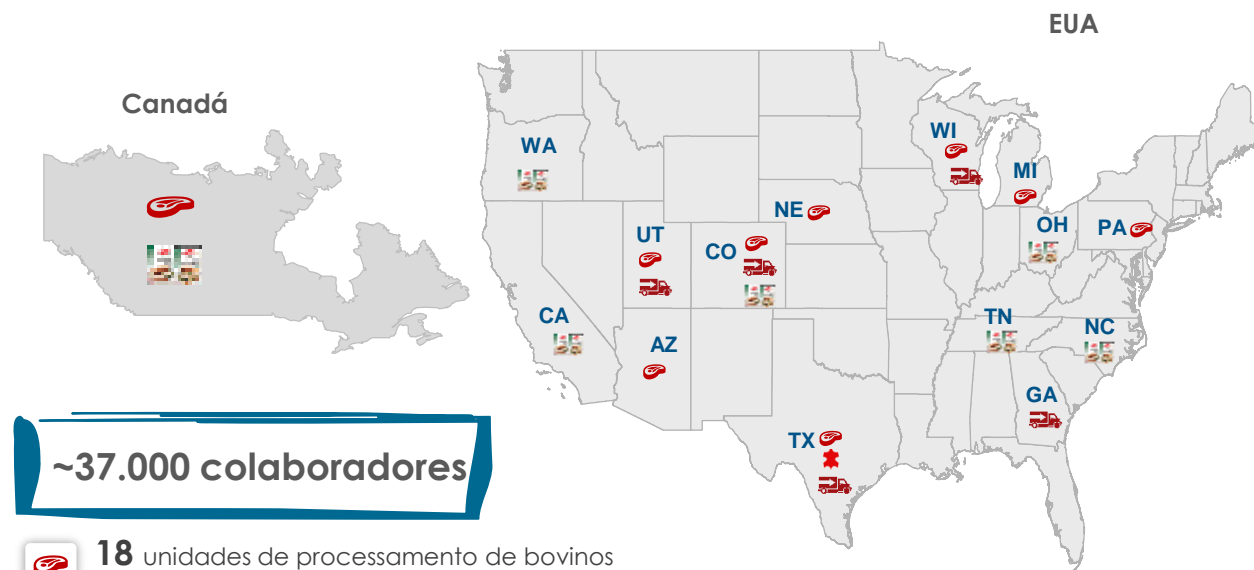 EUA
Canadá
WA
WI
MI
NE
OH
PA
UT
CO
CA
TN
NC
AZ
GA
TX
~37.000 colaboradores
18 unidades de processamento de bovinos